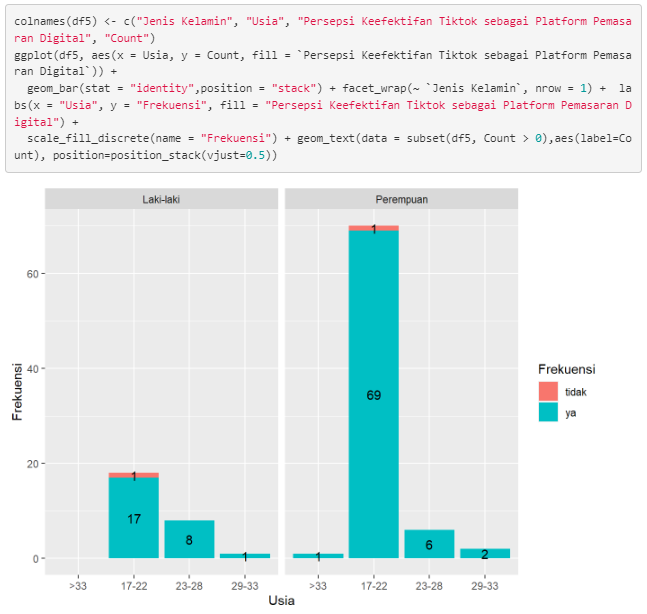 colnames(df5) <- c("Jenis Kelamin", "Usia", "Persepsi Keefektifan Tiktok sebagai Platform Pemasa
ran Digital", "Count")
ggplot(df5, aes(x = Usia, y = Count, fill = `Persepsi Keefektifan Tiktok sebagai Platform Pemasa
ran Digital`)) +
  geom_bar(stat = "identity",position = "stack") + facet_wrap(~ `Jenis Kelamin`, nrow = 1) +  la
bs(x = "Usia", y = "Frekuensi", fill = "Persepsi Keefektifan Tiktok sebagai Platform Pemasaran D
igital") +
  scale_fill_discrete(name = "Frekuensi") + geom_text(data = subset(df5, Count > 0),aes(label=Co
unt), position=position_stack(vjust=0.5))
Laki-laki
Perempuan
Frekuensi
60
40
20
0
1
17
8
1
1
1
69
6
2
>33
17-22
23-28
29-33
>33
17-22
23-28
29-33
Usia
Frekuensi
tidak
ya